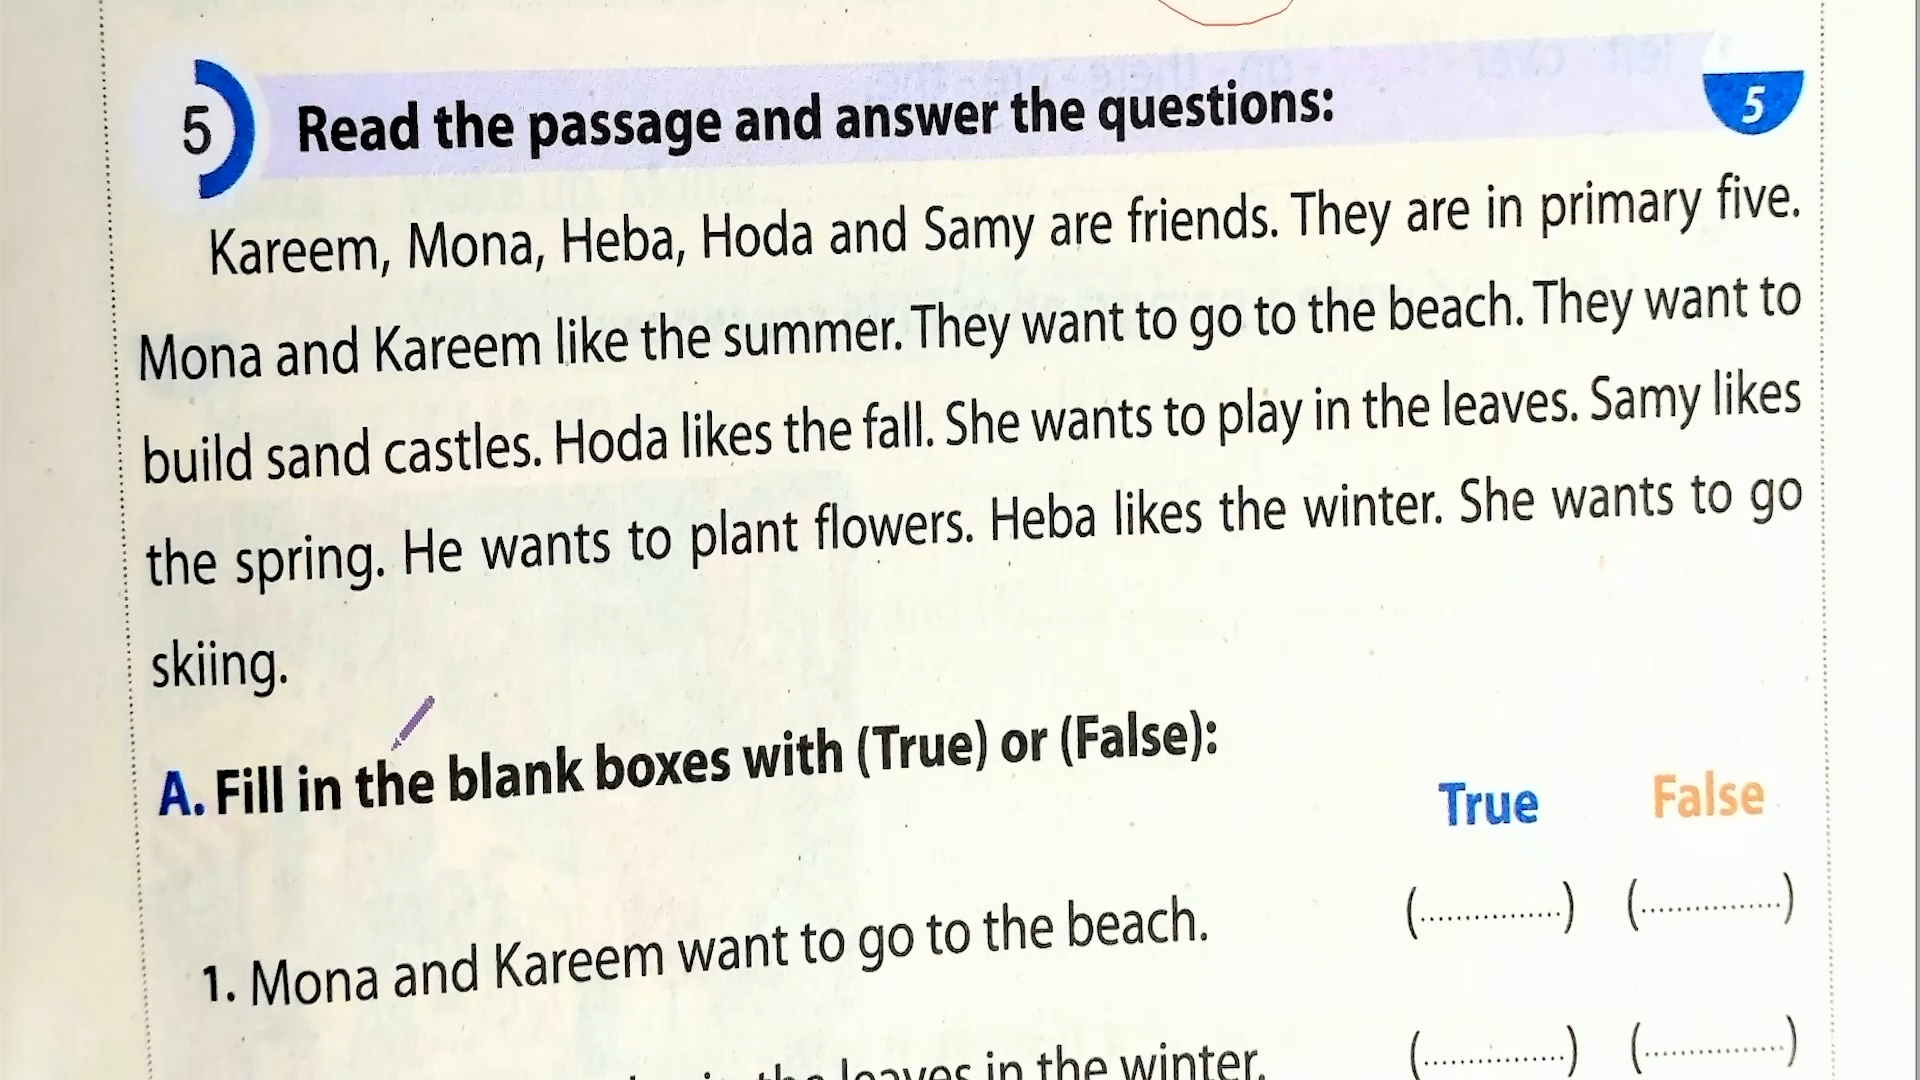 5 Read the passage and answer the questions: 5
Kareem, Mona, Heba, Hoda and Samy are friends. They are in primary five.
Mona and Kareem like the summer. They want to go to the beach. They want to
build sand castles. Hoda likes the fall. She wants to play in the leaves. Samy likes
the spring. He wants to plant flowers. Heba likes the winter. She wants to go
skiing.
A. Fill in the blank boxes with (True) or (False):
True False
1. Mona and Kareem want to go to the beach. (................) (................)
leaves in the winter. (................) (................)